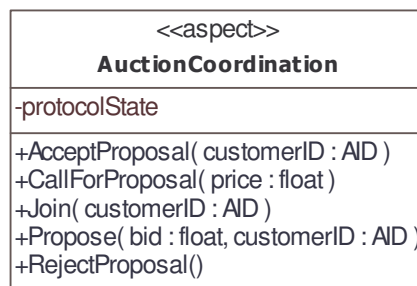 <<aspect>>
AuctionCoordination
-protocolState
+AcceptProposal( customerID : AID )
+CallForProposal( price : float )
+Join( customerID : AID )
+Propose( bid : float, customerID : AID )
+RejectProposal()